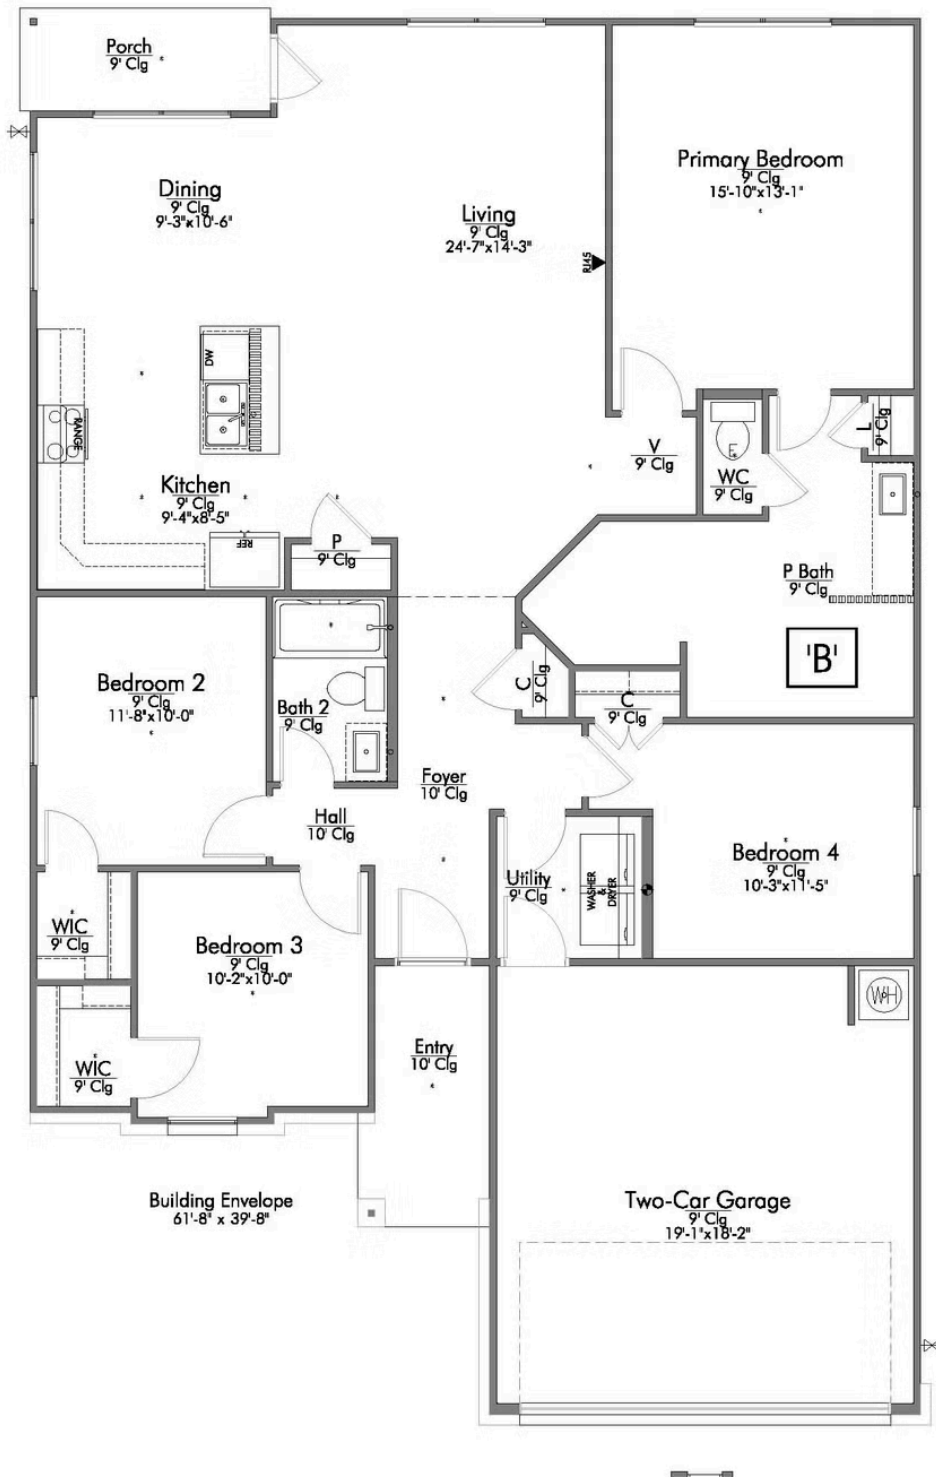 Porch
9' Clg
Primary Bedroom
9' Clg
15'-10"x13'-1"
Dining
9' Clg
9'-3"x10'-6"
Living
9' Clg
24'-7"x14'-3"
RJ45
DW
RANGE
L
9' Clg
V
9' Clg
WC
9' Clg
Kitchen
9' Clg
9'-4"x8'-5"
REF
P
9' Clg
P Bath
9' Clg
'B'
Bedroom 2
9' Clg
11'-8"x10'-0"
Bath 2
9' Clg
C
9' Clg
C
9' Clg
Foyer
10' Clg
Hall
10' Clg
Utility
9' Clg
WASHER
&
DRYER
Bedroom 4
9' Clg
10'-3"x11'-5"
WIC
9' Clg
Bedroom 3
9' Clg
10'-2"x10'-0"
WH
Entry
10' Clg
WIC
9' Clg
Building Envelope
61'-8" x 39'-8"
Two-Car Garage
9' Clg
19'-1"x18'-2"